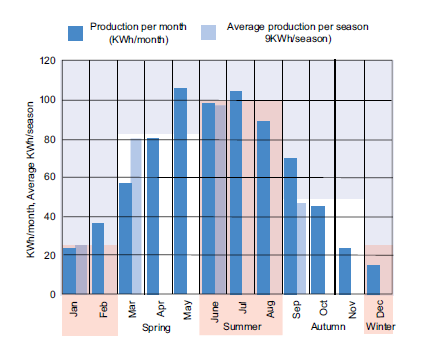 Production per month
(KWh/month)
Average production per season
9KWh/season)
KWh/month, Average KWh/season
120
100
80
60
40
20
0
Jan
Feb
Mar
Apr
May
June
Jul
Aug
Sep
Oct
Nov
Dec
Spring
Summer
Autumn
Winter